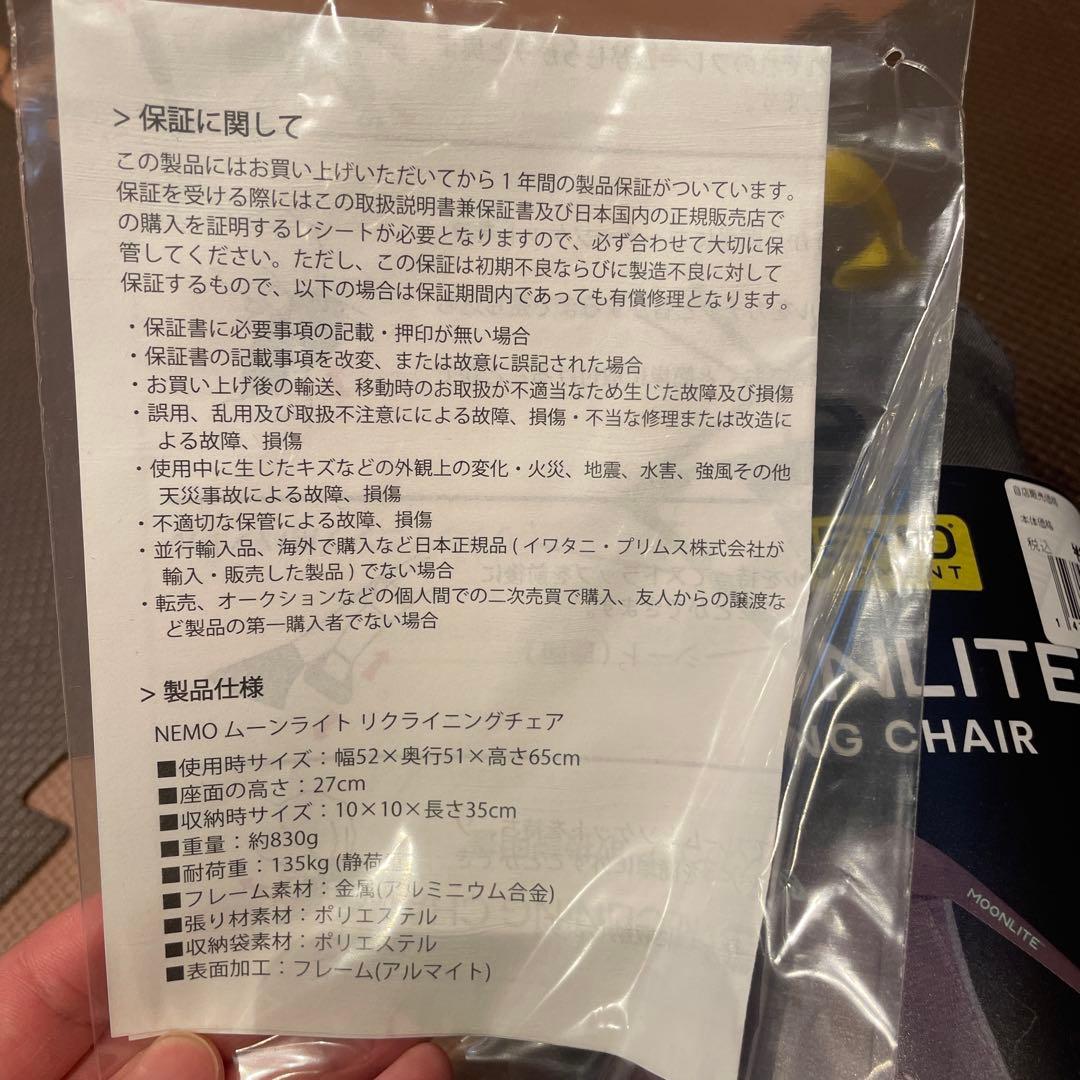 > 保証に関して
この製品にはお買い上げいただいてから1年間の製品保証がついています。
保証を受ける際にはこの取扱説明書兼保証書及び日本国内の正規販売店で
の購入を証明するレシートが必要となりますので、必ず合わせて大切に保
管してください。ただし、この保証は初期不良ならびに製造不良に対して
保証するもので、以下の場合は保証期間内であっても有償修理となります。
・保証書に必要事項の記載・押印が無い場合
・保証書の記載事項を改変、または故意に誤記された場合
・お買い上げ後の輸送、移動時のお取扱が不適当なため生じた故障及び損傷
・誤用、乱用及び取扱不注意にによる故障、損傷・不当な修理または改造に
よる故障、損傷
・使用中に生じたキズなどの外観上の変化・火災、地震、水害、強風その他
天災事故による故障、損傷
・不適切な保管による故障、損傷
・並行輸入品、海外で購入など日本正規品(イワタニ・プリムス株式会社が
輸入・販売した製品)でない場合
・転売、オークションなどの個人間での二次売買で購入、友人からの譲渡な
ど製品の第一購入者でない場合
> 製品仕様
NEMO ムーンライト リクライニングチェア
■使用時サイズ：幅52×奥行51×高さ65cm
■座面の高さ：27cm
■収納時サイズ：10×10×長さ35cm
■重量：約830g
■耐荷重：135kg (静荷
■フレーム素材：金属(アルミニウム合金)
■張り材素材：ポリエステル
■収納袋素材：ポリエステル
■表面加工：フレーム(アルマイト)
自店販売価格
本体価格
税込
NT
NLITE
NG CHAIR
MOONLITE